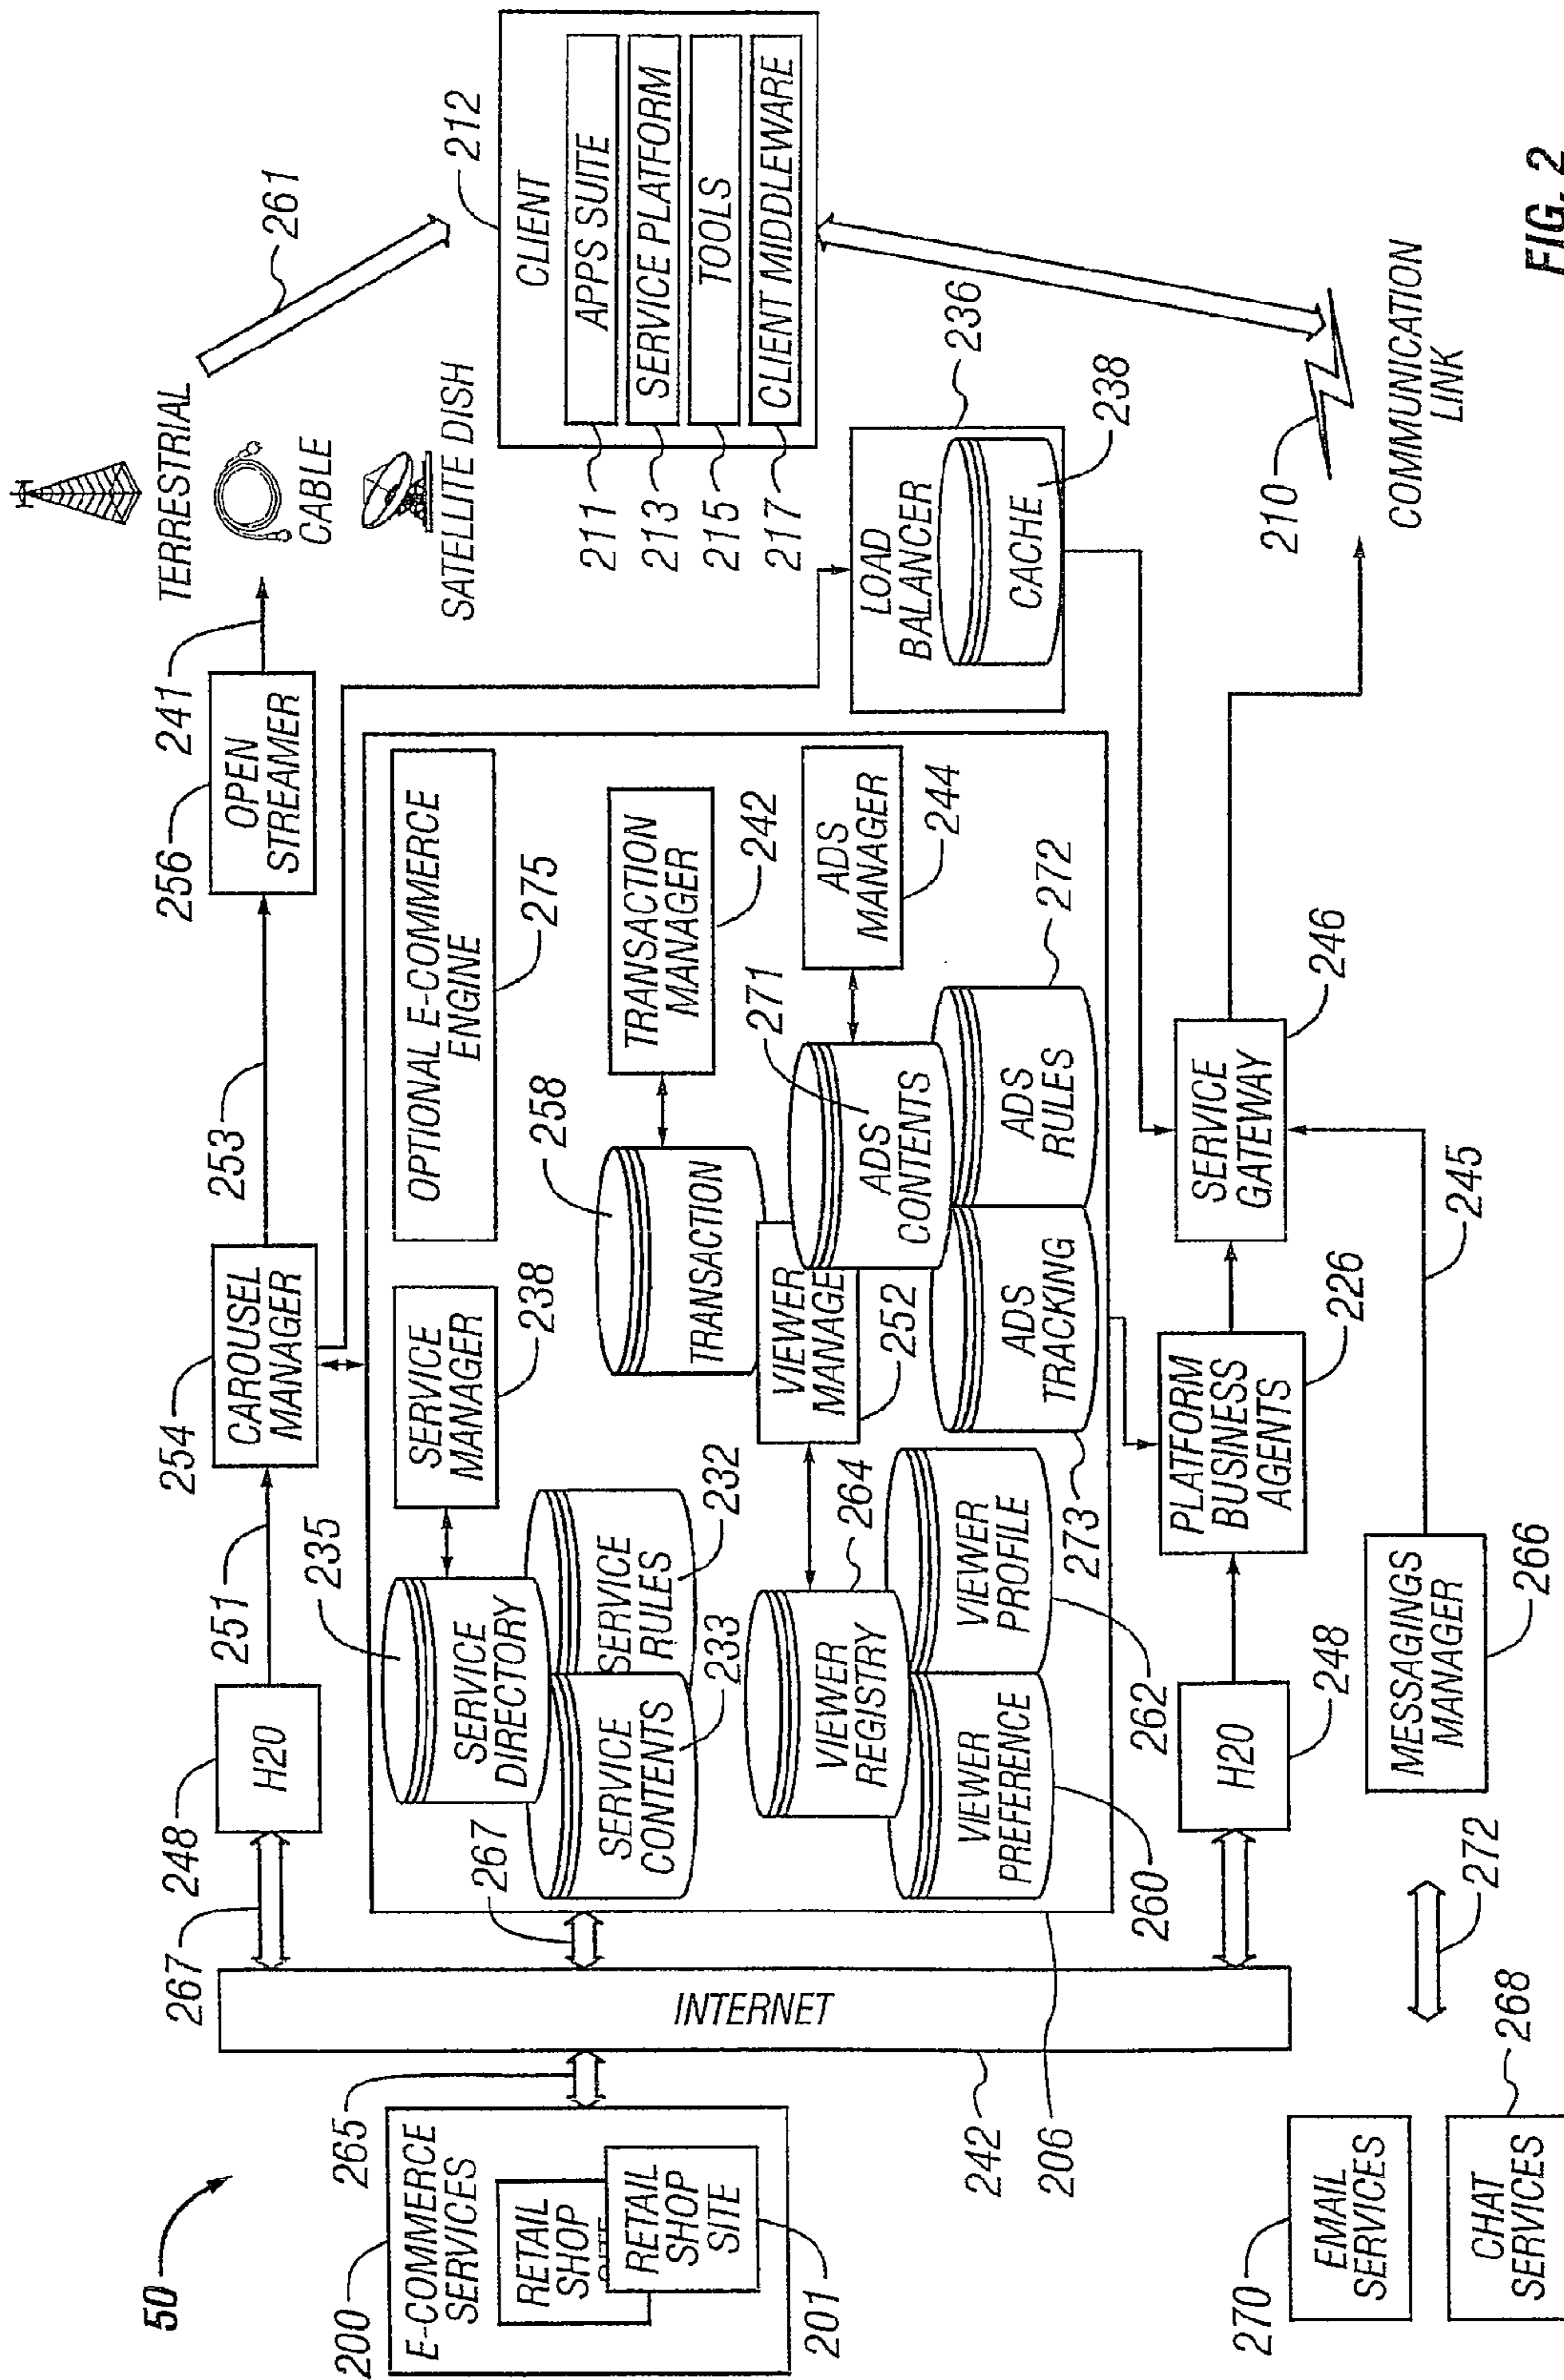 50
200
E-COMMERCE
SERVICES
RETAIL
SHOP
RETAIL
SHOP
SITE
201
265
INTERNET
242
206
267
248
H20
251
254
CAROUSEL
MANAGER
253
256
OPEN
STREAMER
241
TERRESTRIAL
CABLE
SATELLITE DISH
261
212
CLIENT
APPS SUITE
SERVICE PLATFORM
TOOLS
CLIENT MIDDLEWARE
211
213
215
217
235
SERVICE
DIRECTORY
SERVICE
MANAGER
238
SERVICE
CONTENTS
SERVICE
RULES
232
233
267
OPTIONAL E-COMMERCE
ENGINE
275
258
TRANSACTION
TRANSACTION
MANAGER
242
VIEWER
REGISTRY
264
VIEWER
MANAGE
252
VIEWER
PREFERENCE
VIEWER
PROFILE
260
262
271
ADS
CONTENTS
ADS
MANAGER
244
ADS
TRACKING
ADS
RULES
272
273
LOAD
BALANCER
CACHE
236
238
H20
248
PLATFORM
BUSINESS
AGENTS
226
SERVICE
GATEWAY
246
210
COMMUNICATION
LINK
MESSAGINGS
MANAGER
266
245
272
270
EMAIL
SERVICES
CHAT
SERVICES
268
FIG. 2